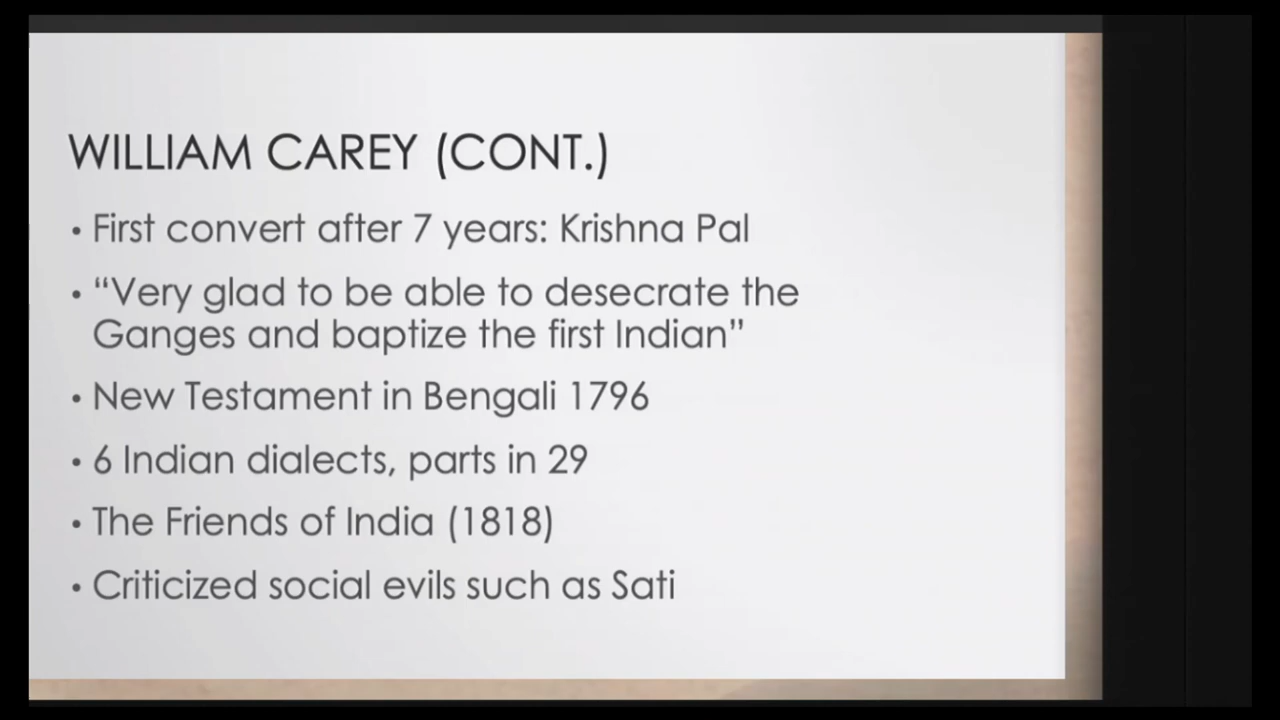 WILLIAM CAREY (CONT.)
• First convert after 7 years: Krishna Pal
• “Very glad to be able to desecrate the
Ganges and baptize the first Indian”
• New Testament in Bengali 1796
• 6 Indian dialects, parts in 29
• The Friends of India (1818)
• Criticized social evils such as Sati